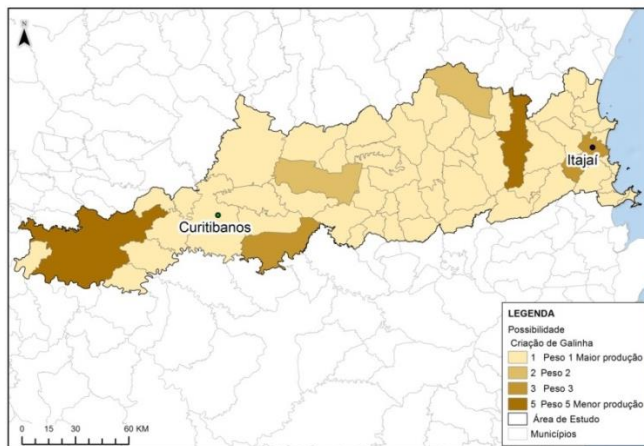 N
Itajaí
Curitibanos
LEGENDA
Possibilidade
Criação de Galinha
1 Peso 1 Maior produção
2 Peso 2
3 Peso 3
5 Peso 5 Menor produção
Área de Estudo
Municípios
0 15 30 60 KM